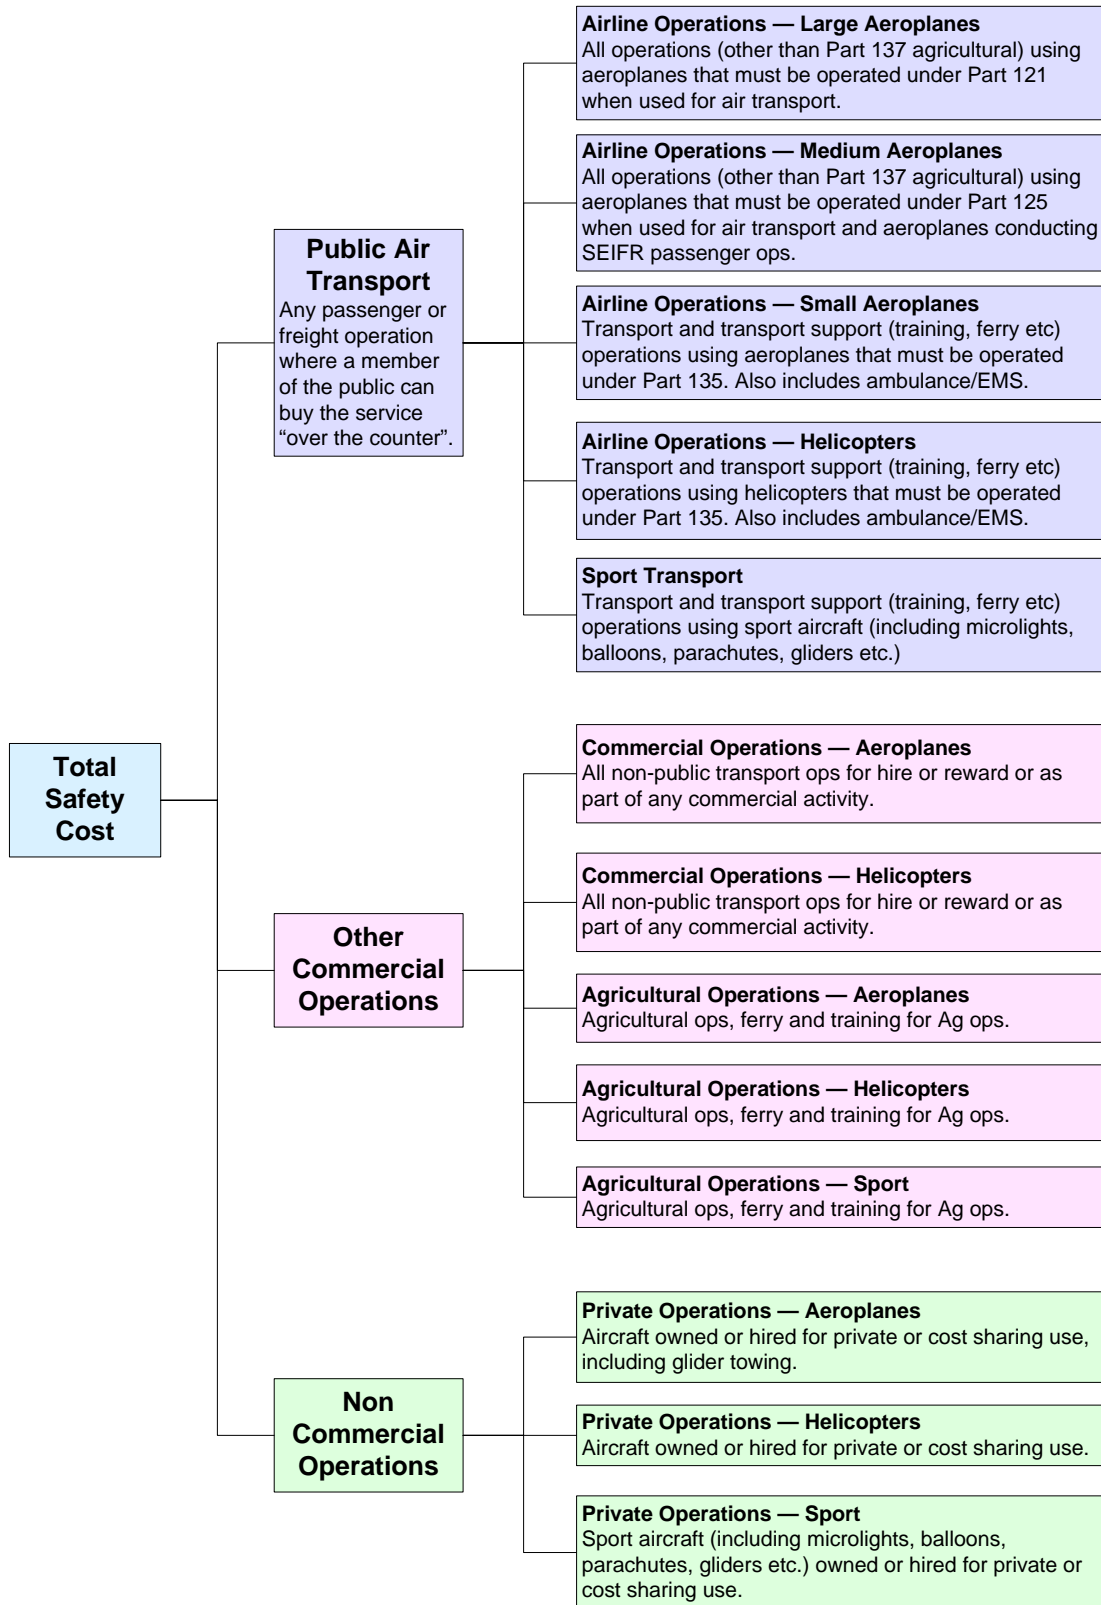 Airline Operations — Large Aeroplanes
All operations (other than Part 137 agricultural) using
aeroplanes that must be operated under Part 121
when used for air transport.
Airline Operations — Medium Aeroplanes
All operations (other than Part 137 agricultural) using
aeroplanes that must be operated under Part 125
when used for air transport and aeroplanes conducting
SEIFR passenger ops.
Public Air
Transport
Any passenger or
freight operation
where a member
of the public can
buy the service
“over the counter”.
Airline Operations — Small Aeroplanes
Transport and transport support (training, ferry etc)
operations using aeroplanes that must be operated
under Part 135. Also includes ambulance/EMS.
Airline Operations — Helicopters
Transport and transport support (training, ferry etc)
operations using helicopters that must be operated
under Part 135. Also includes ambulance/EMS.
Sport Transport
Transport and transport support (training, ferry etc)
operations using sport aircraft (including microlights,
balloons, parachutes, gliders etc.)
Total
Safety
Cost
Commercial Operations — Aeroplanes
All non-public transport ops for hire or reward or as
part of any commercial activity.
Commercial Operations — Helicopters
All non-public transport ops for hire or reward or as
part of any commercial activity.
Other
Commercial
Operations
Agricultural Operations — Aeroplanes
Agricultural ops, ferry and training for Ag ops.
Agricultural Operations — Helicopters
Agricultural ops, ferry and training for Ag ops.
Agricultural Operations — Sport
Agricultural ops, ferry and training for Ag ops.
Private Operations — Aeroplanes
Aircraft owned or hired for private or cost sharing use,
including glider towing.
Non
Commercial
Operations
Private Operations — Helicopters
Aircraft owned or hired for private or cost sharing use.
Private Operations — Sport
Sport aircraft (including microlights, balloons,
parachutes, gliders etc.) owned or hired for private or
cost sharing use.